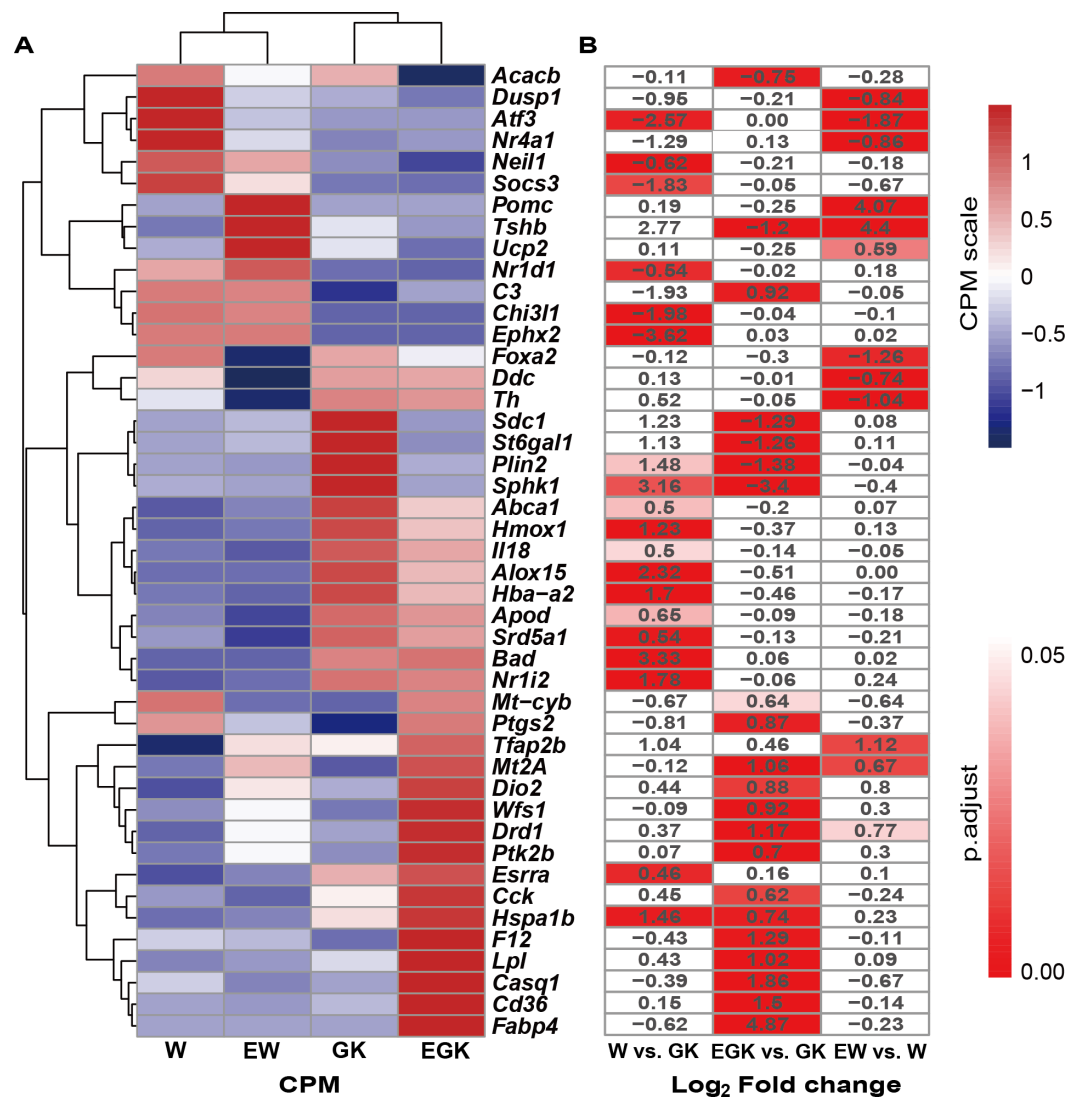 A
B
Acacb −0.11 −0.75 −0.28
Dusp1 −0.95 −0.21 −0.84
Atf3 −2.57 0.00 −1.87
Nr4a1 −1.29 0.13 −0.86
Neil1 −0.62 −0.21 −0.18
Socs3 −1.83 −0.05 −0.67
Pomc 0.19 −0.25 4.07
Tshb 2.77 −1.2 4.4
Ucp2 0.11 −0.25 0.59
Nr1d1 −0.54 −0.02 0.18
C3 −1.93 0.92 −0.05
Chi3l1 −1.98 −0.04 −0.1
Ephx2 −3.62 0.03 0.02
Foxa2 −0.12 −0.3 −1.26
Ddc 0.13 −0.01 −0.74
Th 0.52 −0.05 −1.04
Sdc1 1.23 −1.29 0.08
St6gal1 1.13 −1.26 0.11
Plin2 1.48 −1.38 −0.04
Sphk1 3.16 −3.4 −0.4
Abca1 0.5 −0.2 0.07
Hmox1 1.23 −0.37 0.13
Il18 0.5 −0.14 −0.05
Alox15 2.32 −0.51 0.00
Hba−a2 1.7 −0.46 −0.17
Apod 0.65 −0.09 −0.18
Srd5a1 0.54 −0.13 −0.21
Bad 3.33 0.06 0.02
Nr1i2 1.78 −0.06 0.24
Mt−cyb −0.67 0.64 −0.64
Ptgs2 −0.81 0.87 −0.37
Tfap2b 1.04 0.46 1.12
Mt2A −0.12 1.06 0.67
Dio2 0.44 0.88 0.8
Wfs1 −0.09 0.92 0.3
Drd1 0.37 1.17 0.77
Ptk2b 0.07 0.7 0.3
Esrra 0.46 0.16 0.1
Cck 0.45 0.62 −0.24
Hspa1b 1.46 0.74 0.23
F12 −0.43 1.29 −0.11
Lpl 0.43 1.02 0.09
Casq1 −0.39 1.86 −0.67
Cd36 0.15 1.5 −0.14
Fabp4 −0.62 4.87 −0.23
W EW GK EGK
CPM
W vs. GK EGK vs. GK EW vs. W
Log₂ Fold change
CPM scale
1
0.5
0
−0.5
−1
p.adjust
0.05
0.00